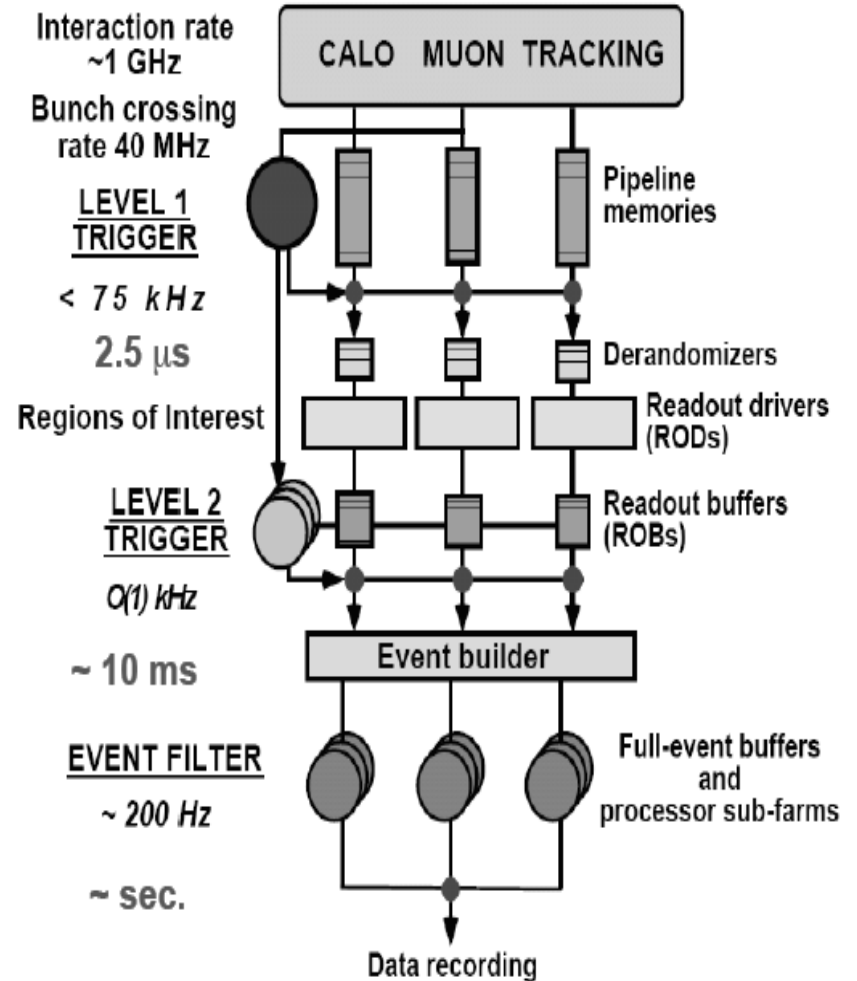 Interaction rate
~1 GHz
CALO MUON TRACKING
Bunch crossing
rate 40 MHz
LEVEL 1
TRIGGER
Pipeline
memories
< 75 kHz
2.5 μs
Derandomizers
Regions of Interest
Readout drivers
(RODs)
LEVEL 2
TRIGGER
Readout buffers
(ROBs)
O(1) kHz
~ 10 ms
Event builder
EVENT FILTER
~ 200 Hz
Full-event buffers
and
processor sub-farms
~ sec.
Data recording